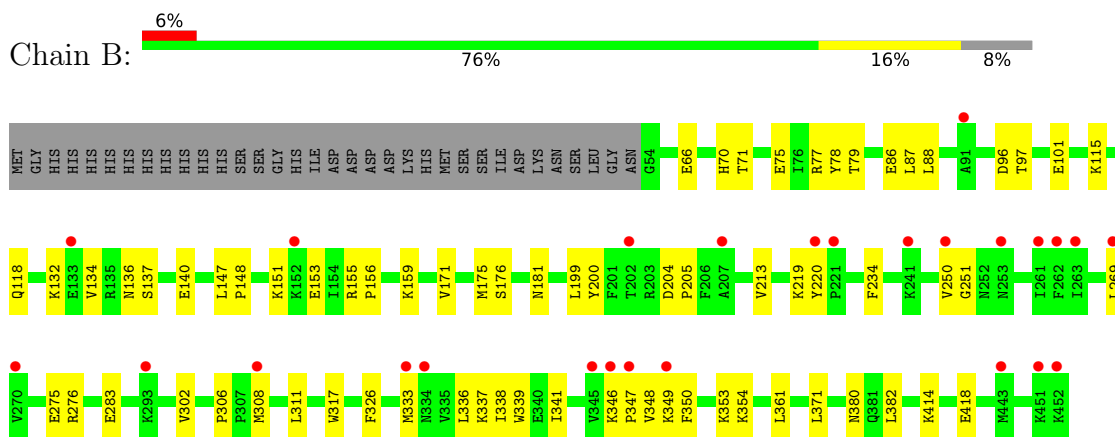 6%
Chain B:
76% 16% 8%
MET GLY HIS HIS HIS HIS HIS HIS HIS HIS HIS HIS SER SER GLY HIS ILE ASP ASP ASP ASP LYS HIS MET SER SER ILE ASP LYS ASN SER LEU GLY ASN G54 E66 H70 T71 E75 I76 R77 Y78 T79 E86 L87 L88 A91 D96 T97 E101 K115
Q118 K132 E133 V134 R135 N136 S137 E140 L147 P148 K151 K152 E153 I154 R155 P156 K159 V171 M175 S176 N181 L199 Y200 F201 T202 R203 D204 P205 F206 A207 V213 K219 Y220 P221 F234 K241 V250 G251 N252 N253 I261 F262 I263 L269
V270 E275 R276 E283 K293 V302 P306 P307 M308 L311 W317 F326 M333 N334 V335 L336 K337 I338 W339 E340 I341 V345 K346 P347 V348 K349 F350 K353 K354 L361 L371 N380 Q381 L382 K414 E418 M443 K451 K452